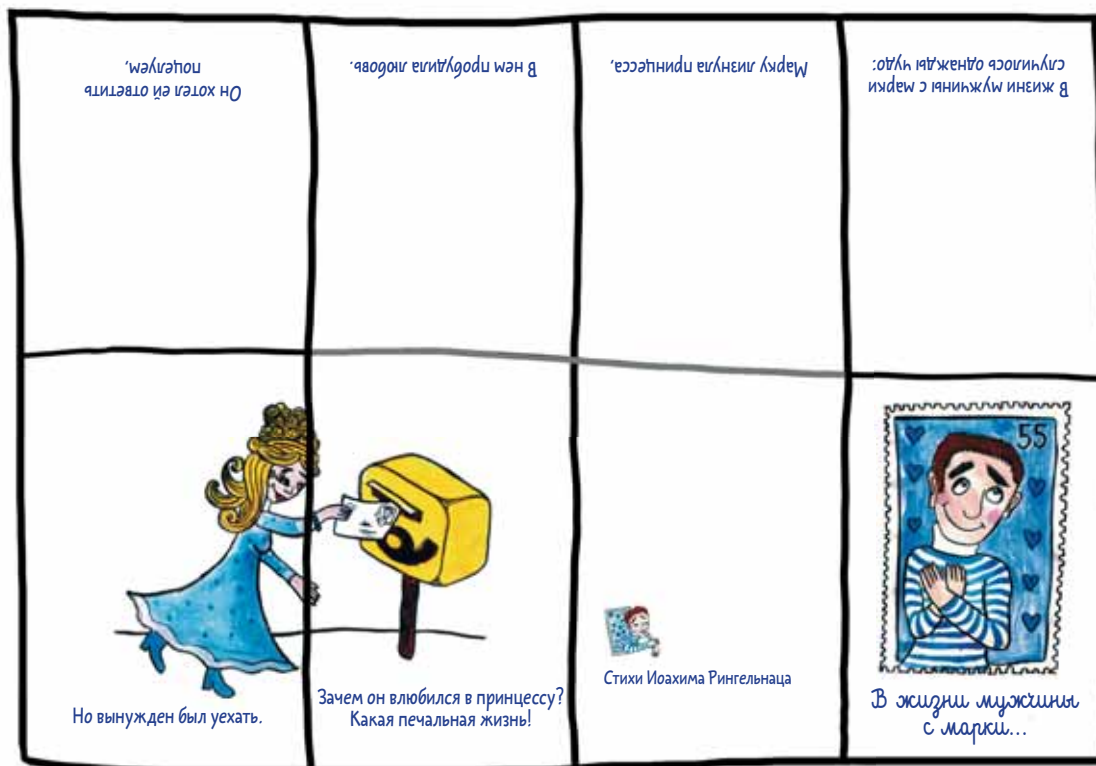 В жизни мужчины с марки
случилось однажды чудо:
Марку лизнула принцесса,
В нем пробудила любовь.
Он хотел ей ответить
поцелуем,
Но вынужден был уехать.
Зачем он влюбился в принцессу?
Какая печальная жизнь!
Стихи Иоахима Рингельнаца
55
В жизни мужчины
с марки...